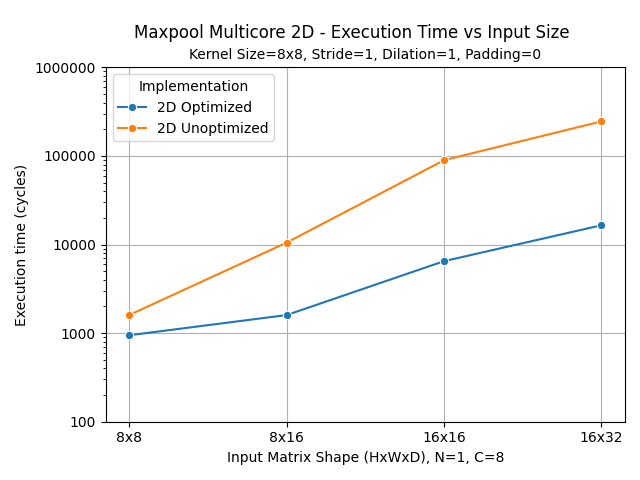 Maxpool Multicore 2D - Execution Time vs Input Size
Kernel Size=8x8, Stride=1, Dilation=1, Padding=0
1000000
100000
10000
1000
100
Execution time (cycles)
Implementation
2D Optimized
2D Unoptimized
8x8
8x16
16x16
16x32
Input Matrix Shape (HxWxD), N=1, C=8